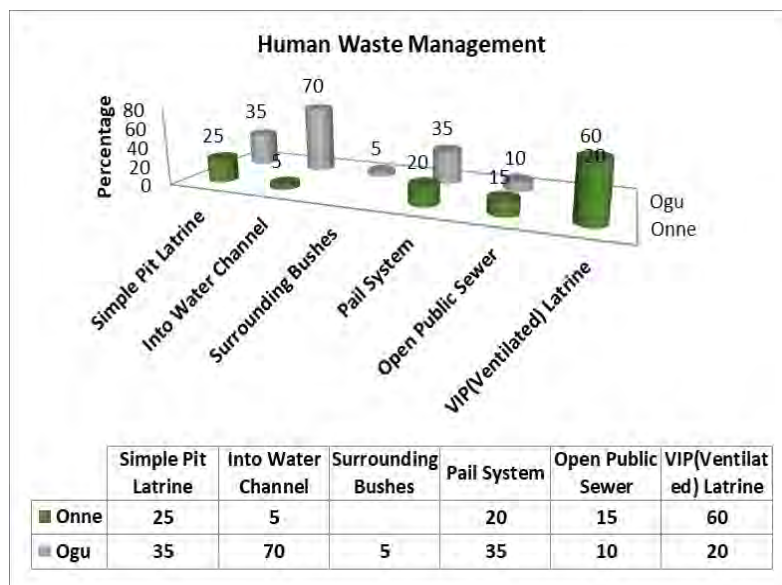 Human Waste Management
Percentage
80
60
40
20
0
25
35
5
70
5
20
35
15
10
60
20
Ogu
Onne
Simple Pit Latrine
Into Water Channel
Surrounding Bushes
Pail System
Open Public Sewer
VIP(Ventilated) Latrine
Simple Pit Into Water Surrounding Pail System Open Public VIP(Ventilat
Latrine Channel Bushes Sewer ed) Latrine
Onne 25 5 20 15 60
Ogu 35 70 5 35 10 20